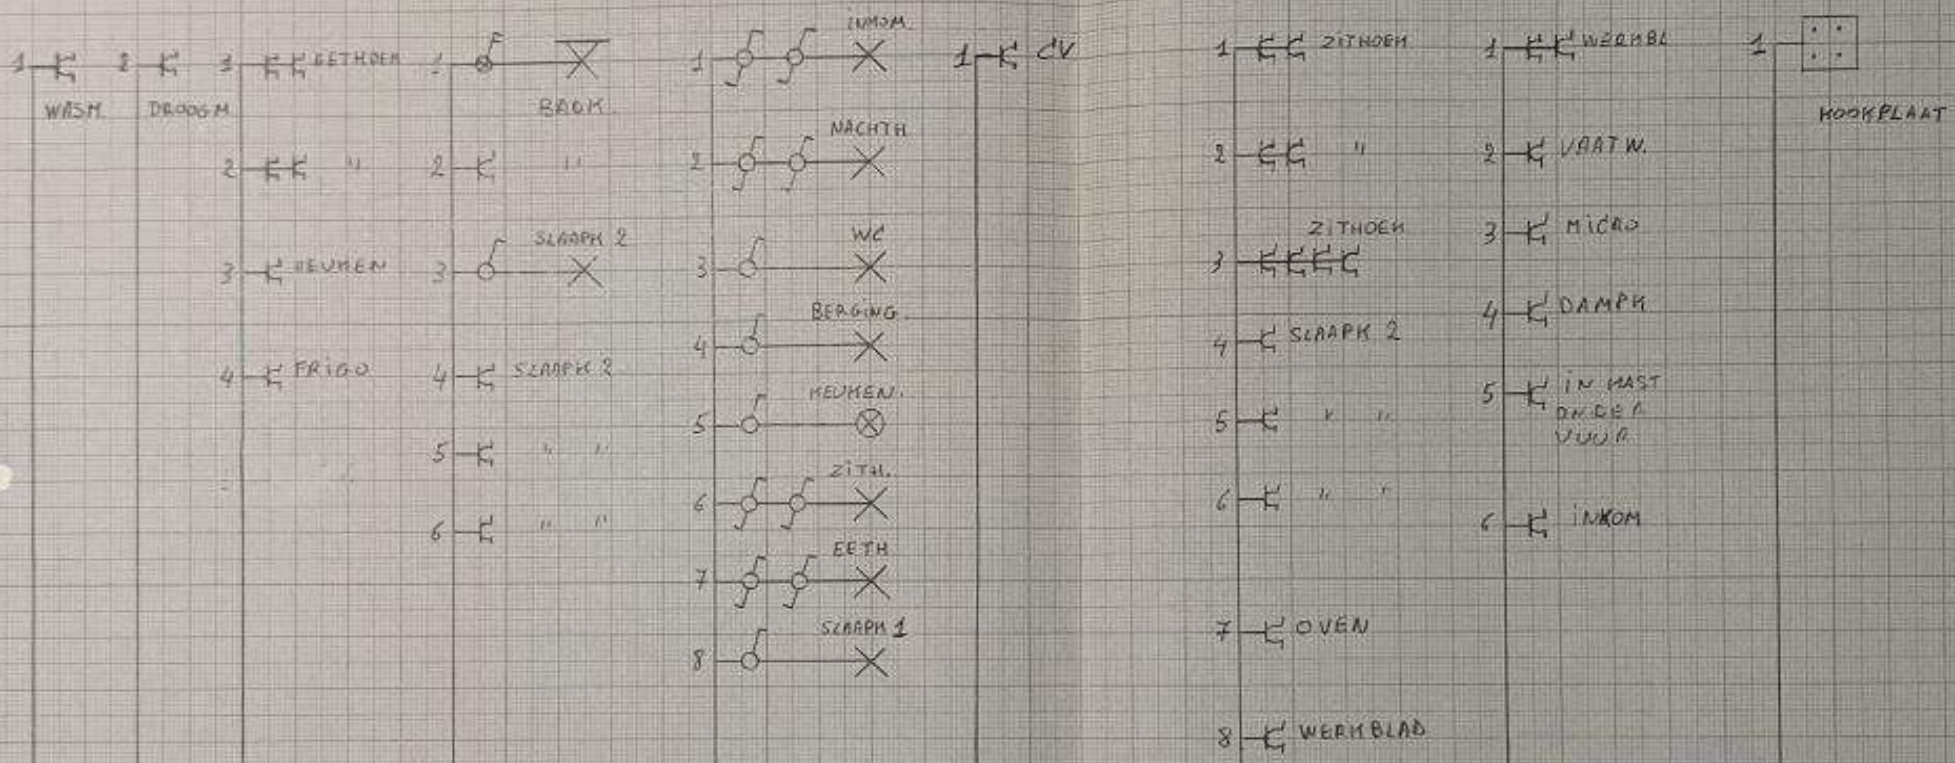 1 WASM.
2 DROOGM.
1 EETHOEK
2 " 
3 KEUKEN
4 FRIGO
1 BADK.
2 " 
3 SLAAPK 2
4 SLAAPK 2
5 " "
6 " "
1 INKOM.
2 NACHTH.
3 WC
4 BERGING.
5 KEUKEN.
6 ZITH.
7 EETH
8 SLAAPK 1
1 CV
1 ZITHOEK
2 "
3 ZITHOEK
4 SLAAPK 2
5 " "
6 " "
7 OVEN
8 WERKBLAD
1 WERKBL
2 VAATW.
3 MICRO
4 DAMPK
5 IN KAST
ONDER
VUUR
6 INKOM
1
KOOKPLAAT